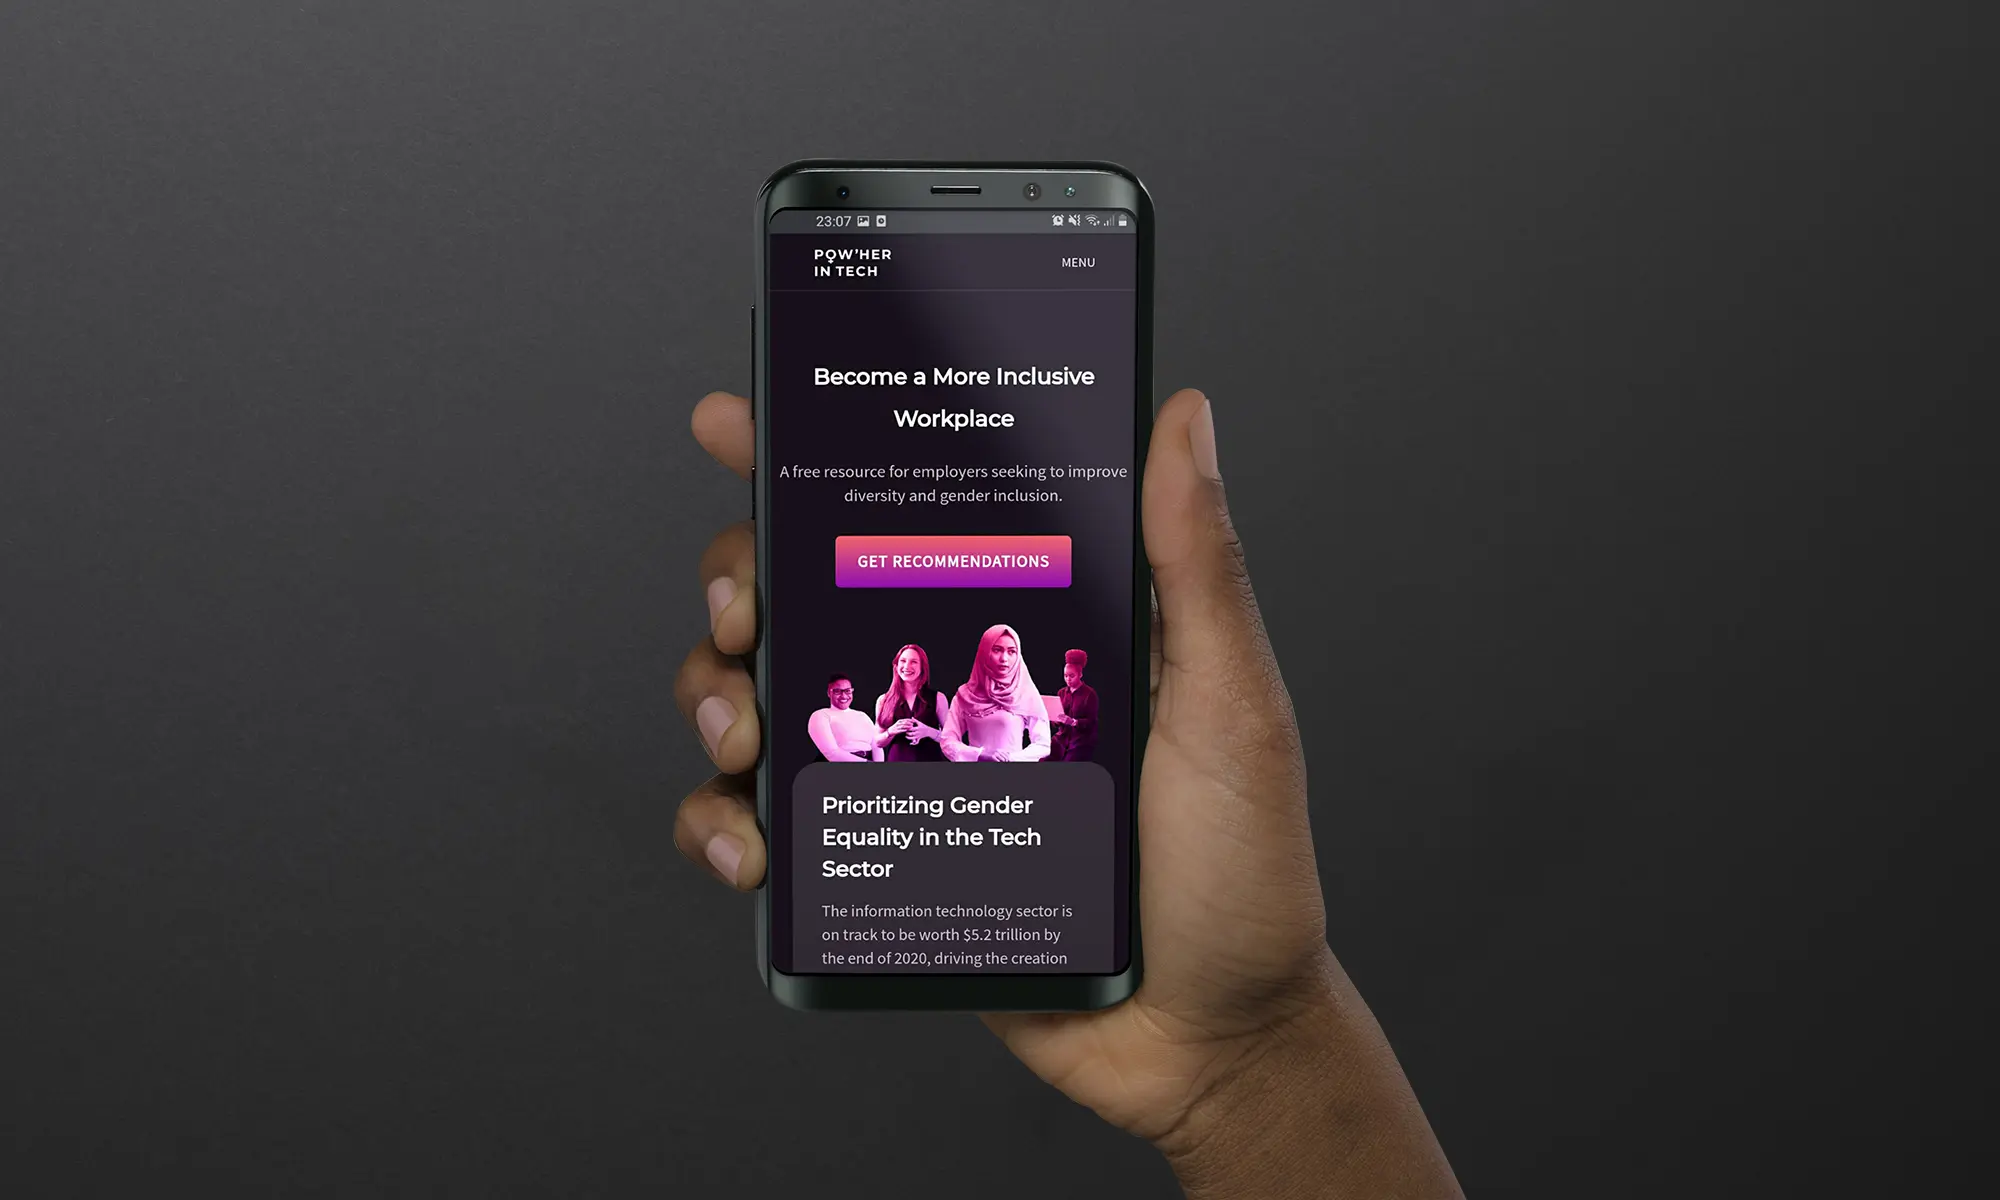 23:07
POW'HER
IN TECH
MENU
Become a More Inclusive
Workplace
A free resource for employers seeking to improve
diversity and gender inclusion.
GET RECOMMENDATIONS
Prioritizing Gender
Equality in the Tech
Sector
The information technology sector is
on track to be worth $5.2 trillion by
the end of 2020, driving the creation